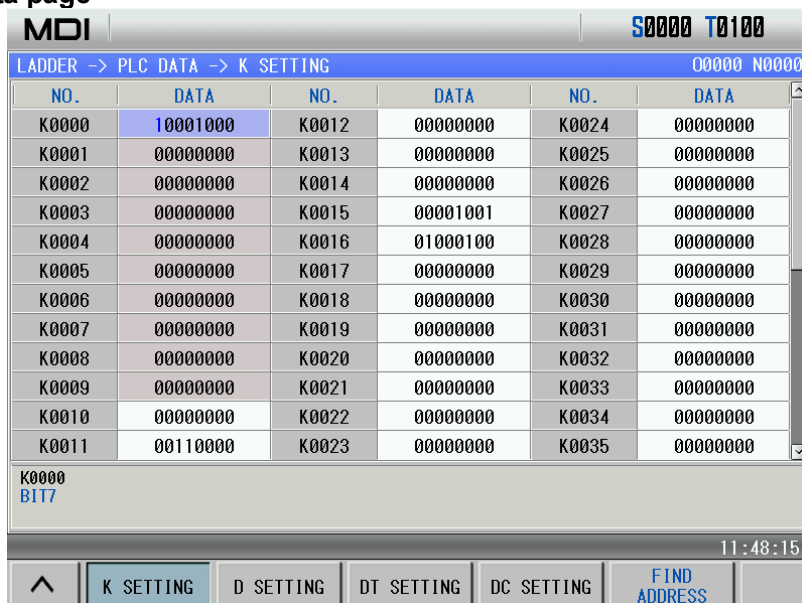 MDI S0000 T0100
LADDER -> PLC DATA -> K SETTING O0000 N0000
NO. DATA NO. DATA NO. DATA
K0000 10001000 K0012 00000000 K0024 00000000
K0001 00000000 K0013 00000000 K0025 00000000
K0002 00000000 K0014 00000000 K0026 00000000
K0003 00000000 K0015 00001001 K0027 00000000
K0004 00000000 K0016 01000100 K0028 00000000
K0005 00000000 K0017 00000000 K0029 00000000
K0006 00000000 K0018 00000000 K0030 00000000
K0007 00000000 K0019 00000000 K0031 00000000
K0008 00000000 K0020 00000000 K0032 00000000
K0009 00000000 K0021 00000000 K0033 00000000
K0010 00000000 K0022 00000000 K0034 00000000
K0011 00110000 K0023 00000000 K0035 00000000
K0000
BIT7
11:48:15
K SETTING D SETTING DT SETTING DC SETTING FIND
ADDRESS